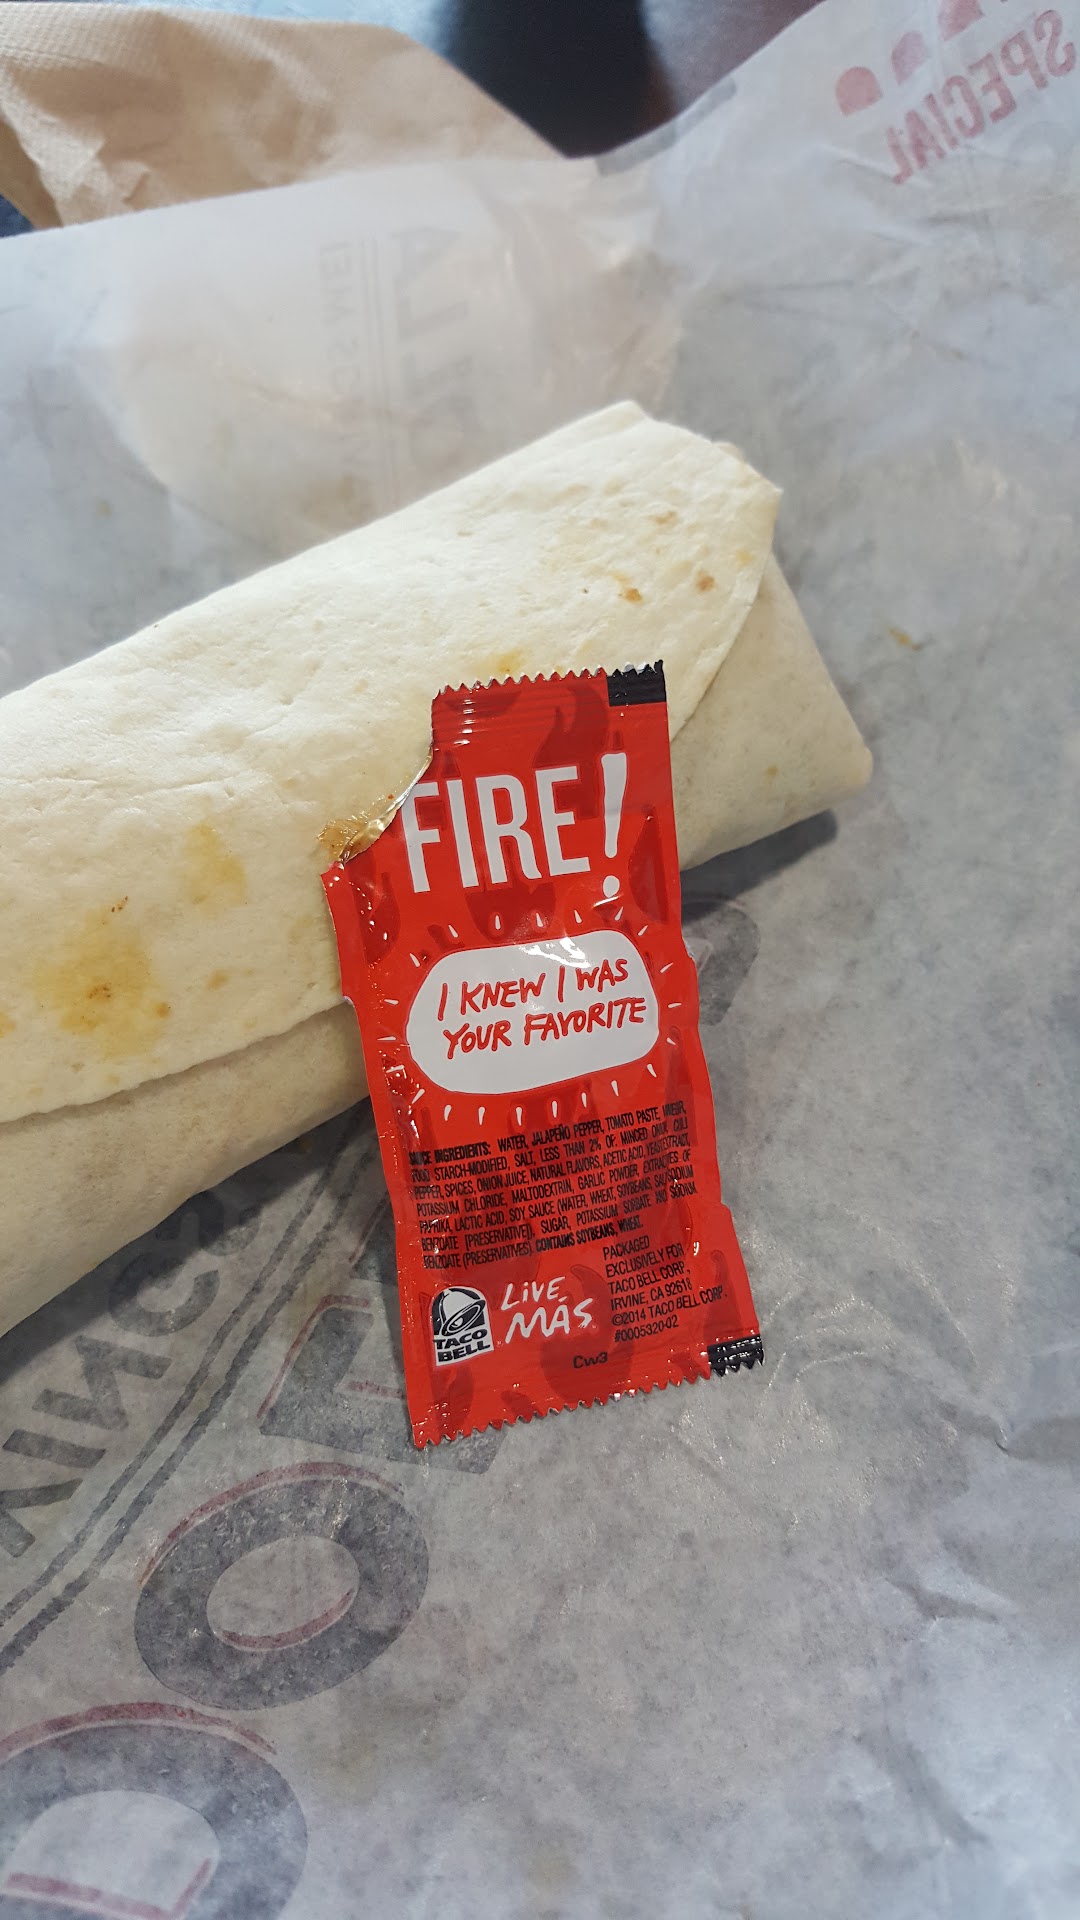 SPECIAL
FIRE!
I KNEW I WAS
YOUR FAVORITE
SAUCE INGREDIENTS: WATER, JALAPEÑO PEPPER, TOMATO PASTE, VINEGAR,
FOOD STARCH-MODIFIED, SALT, LESS THAN 2% OF: MINCED ONION, CHILI
PEPPER, SPICES, ONION JUICE, NATURAL FLAVORS, ACETIC ACID, YEAST EXTRACT,
POTASSIUM CHLORIDE, MALTODEXTRIN, GARLIC POWDER, EXTRACTIVES OF
PAPRIKA, LACTIC ACID, SOY SAUCE (WATER, WHEAT, SOYBEANS, SALT, SODIUM
BENZOATE [PRESERVATIVE]), SUGAR, POTASSIUM SORBATE AND SODIUM
BENZOATE (PRESERVATIVES). CONTAINS SOYBEANS, WHEAT.
PACKAGED
EXCLUSIVELY FOR
TACO BELL CORP.,
IRVINE, CA 92618
©2014 TACO BELL CORP.
#0005320-02
LIVE
MÁS
TACO
BELL
CW3